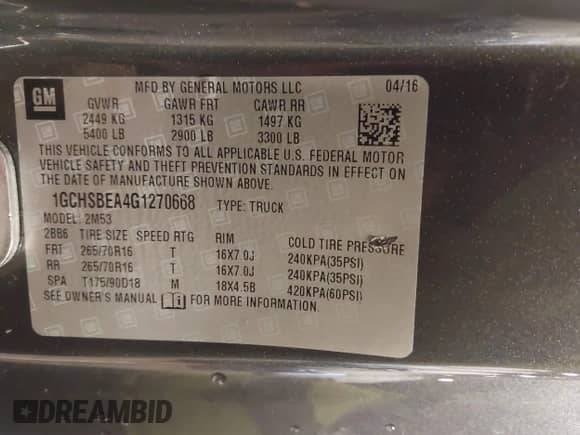 GM
MFD BY GENERAL MOTORS LLC 04/16
GVWR GAWR FRT GAWR RR
2449 KG 1315 KG 1497 KG
5400 LB 2900 LB 3300 LB
THIS VEHICLE CONFORMS TO ALL APPLICABLE U.S. FEDERAL MOTOR
VEHICLE SAFETY AND THEFT PREVENTION STANDARDS IN EFFECT ON
THE DATE OF MANUFACTURE SHOWN ABOVE.
1GCHSBEA4G1270668 TYPE: TRUCK
MODEL: 2M53
2BB6 TIRE SIZE SPEED RTG RIM COLD TIRE PRESSURE
FRT 265/70R16 T 16X7.0J 240KPA(35PSI)
RR 265/70R16 T 16X7.0J 240KPA(35PSI)
SPA T175/90D18 M 18X4.5B 420KPA(60PSI)
SEE OWNER'S MANUAL FOR MORE INFORMATION.
DREAMBID